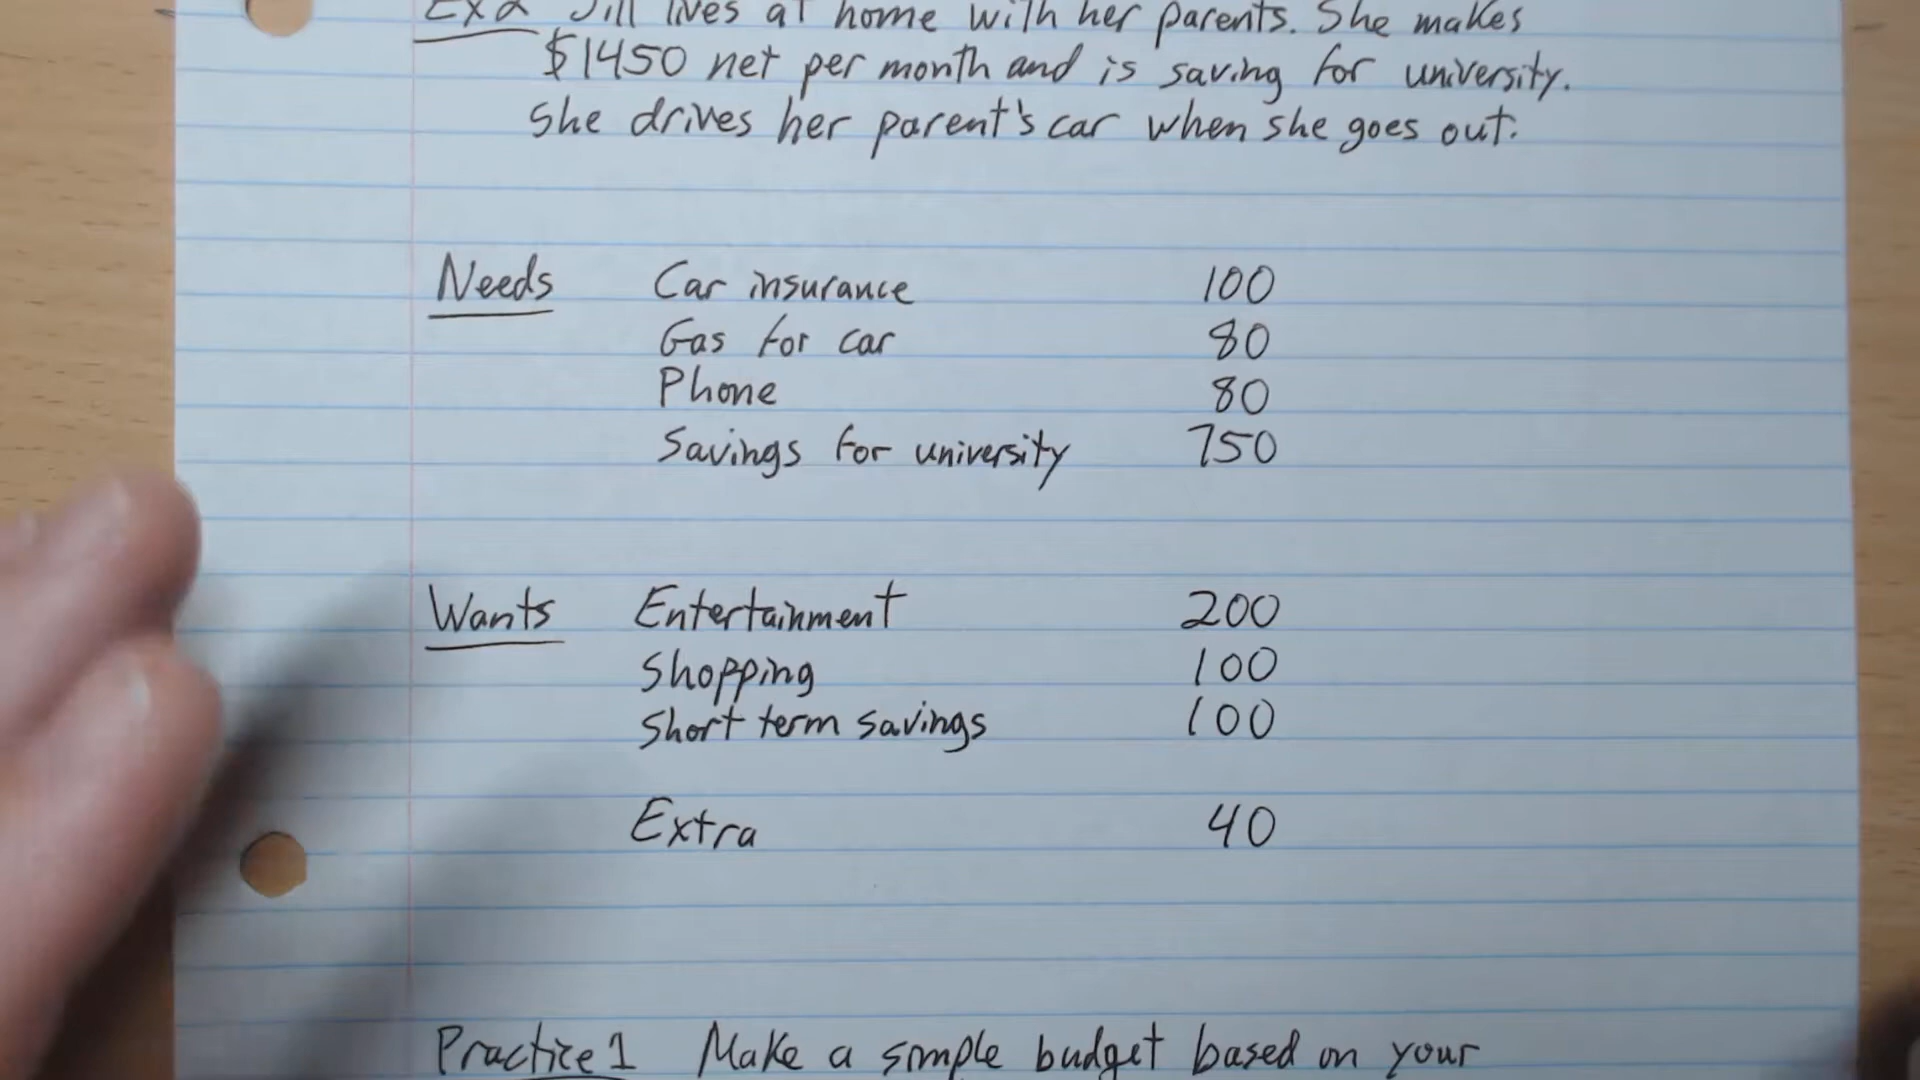 Ex2 Jill lives at home with her parents. She makes
$1450 net per month and is saving for university.
She drives her parent's car when she goes out.
Needs Car insurance 100
Gas for car 80
Phone 80
Savings for university 750
Wants Entertainment 200
Shopping 100
Short term savings 100
Extra 40
Practice 1 Make a simple budget based on your